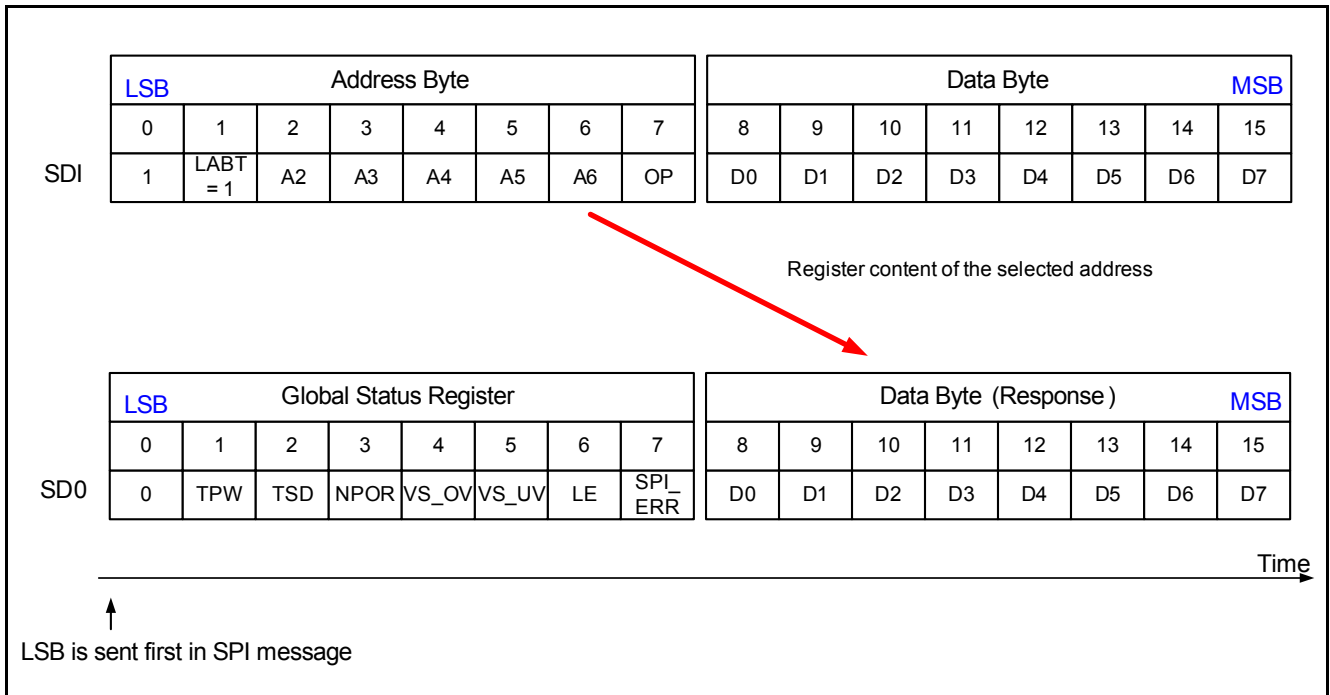 Address Byte
Data Byte
LSB
MSB
0 1 2 3 4 5 6 7 8 9 10 11 12 13 14 15
SDI
1 LABT = 1 A2 A3 A4 A5 A6 OP D0 D1 D2 D3 D4 D5 D6 D7
Register content of the selected address
Global Status Register
Data Byte (Response)
LSB
MSB
0 1 2 3 4 5 6 7 8 9 10 11 12 13 14 15
SD0
0 TPW TSD NPOR VS_OV VS_UV LE SPI_ERR D0 D1 D2 D3 D4 D5 D6 D7
Time
LSB is sent first in SPI message